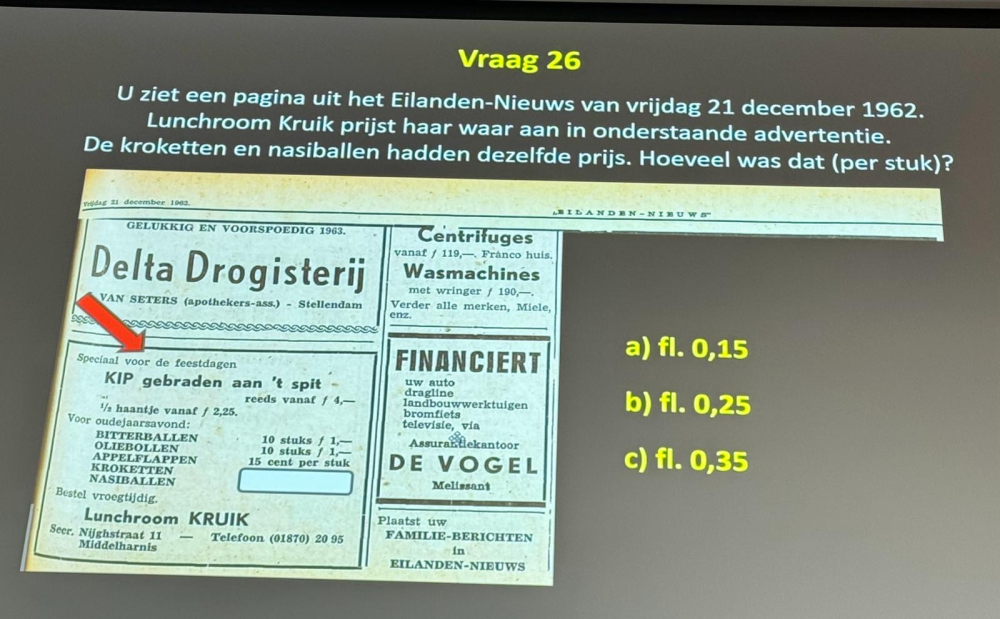 Vraag 26
U ziet een pagina uit het Eilanden-Nieuws van vrijdag 21 december 1962.
Lunchroom Kruik prijst haar waar aan in onderstaande advertentie.
De kroketten en nasiballen hadden dezelfde prijs. Hoeveel was dat (per stuk)?
Vrijdag 21 december 1962.
„EILANDEN-NIEUWS"
GELUKKIG EN VOORSPOEDIG 1963.
Delta Drogisterij
VAN SETERS (apothekers-ass.) - Stellendam
Speciaal voor de feestdagen
KIP gebraden aan 't spit
reeds vanaf ƒ 4,—
½ haantje vanaf ƒ 2,25.
Voor oudejaarsavond:
BITTERBALLEN 10 stuks ƒ 1,—
OLIEBOLLEN 10 stuks ƒ 1,—
APPELFLAPPEN 15 cent per stuk
KROKETTEN
NASIBALLEN
Bestel vroegtijdig.
Lunchroom KRUIK
Secr. Nijghstraat 11 — Telefoon (01870) 20 95
Middelharnis
Centrifuges
vanaf ƒ 119,—. Franco huis.
Wasmachines
met wringer ƒ 190,—.
Verder alle merken, Miele,
enz.
FINANCIERT
uw auto
dragline
landbouwwerktuigen
bromfiets
televisie, via
Assurantiekantoor
DE VOGEL
Melissant
Plaatst uw
FAMILIE-BERICHTEN
in
EILANDEN-NIEUWS
a) fl. 0,15
b) fl. 0,25
c) fl. 0,35